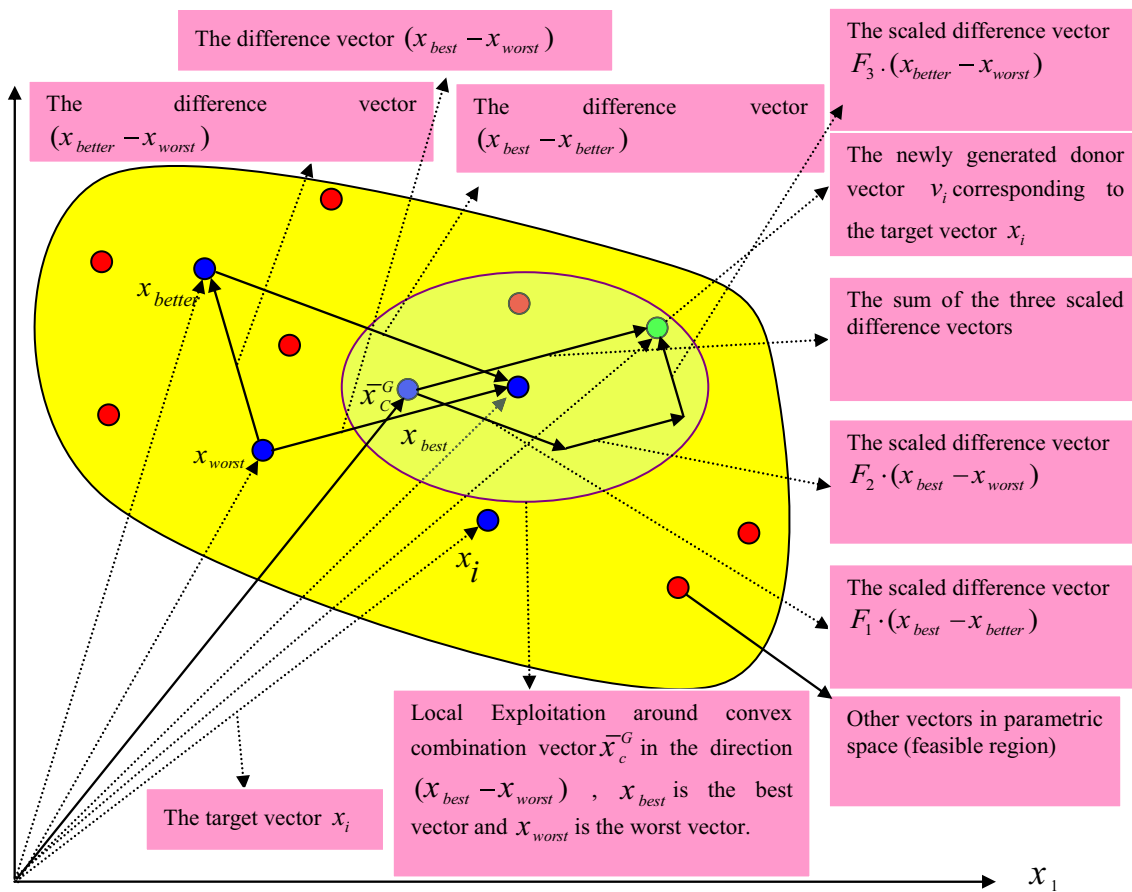 The difference vector (x_best − x_worst)
The scaled difference vector
F_3 . (x_better − x_worst)
The difference vector
(x_better − x_worst)
The difference vector
(x_best − x_better)
The newly generated donor
vector v_i corresponding to
the target vector x_i
x_better
The sum of the three scaled
difference vectors
x̄_C^G
x_best
x_worst
The scaled difference vector
F_2 · (x_best − x_worst)
x_i
The scaled difference vector
F_1 · (x_best − x_better)
Local Exploitation around convex
combination vector x̄_c^G in the direction
(x_best − x_worst) , x_best is the best
vector and x_worst is the worst vector.
Other vectors in parametric
space (feasible region)
The target vector x_i
x_1